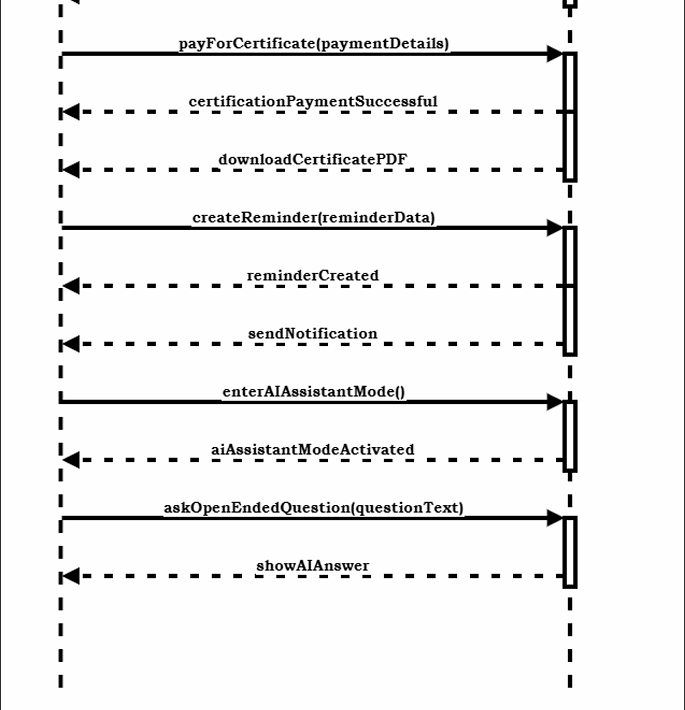 payForCertificate(paymentDetails)
certificationPaymentSuccessful
downloadCertificatePDF
createReminder(reminderData)
reminderCreated
sendNotification
enterAIAssistantMode()
aiAssistantModeActivated
askOpenEndedQuestion(questionText)
showAIAnswer